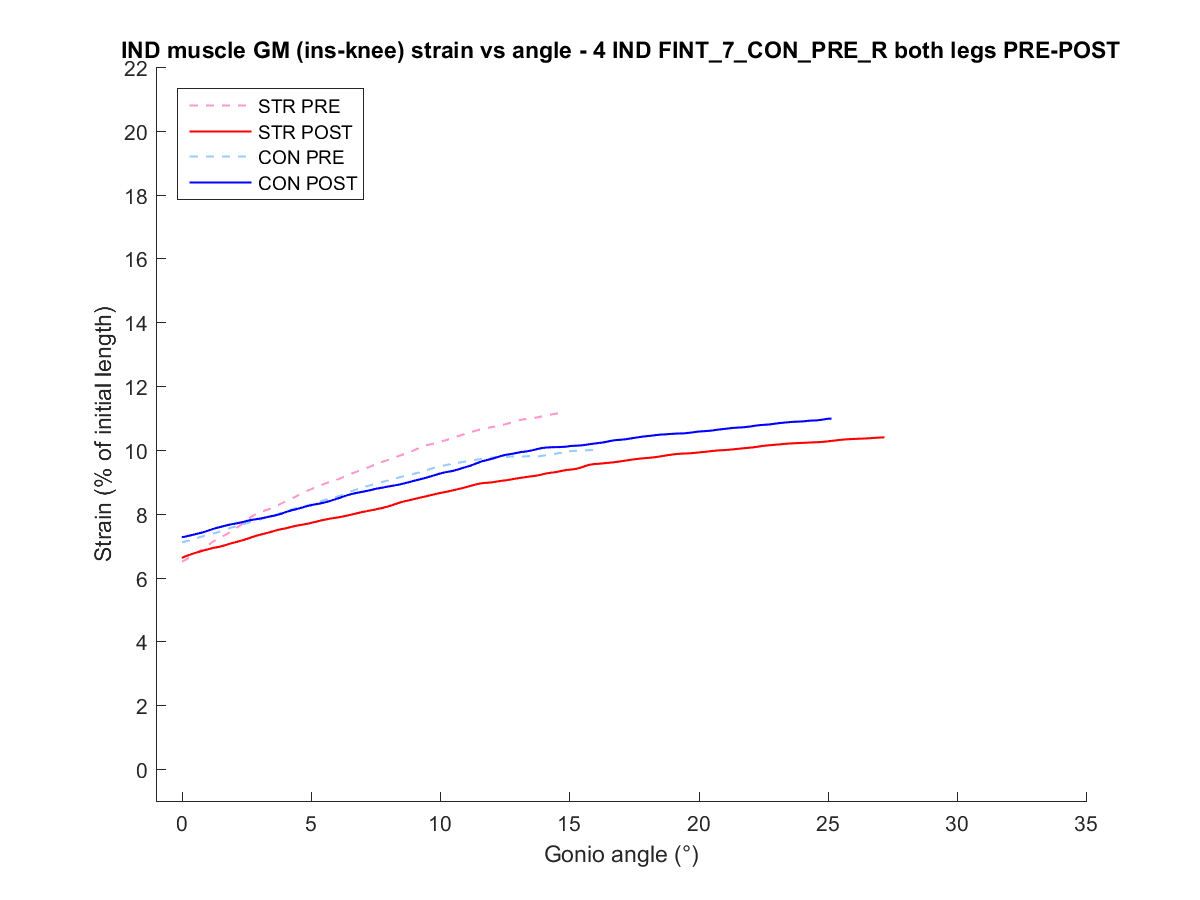 IND muscle GM (ins-knee) strain vs angle - 4 IND FINT_7_CON_PRE_R both legs PRE-POST
22
20
18
16
14
12
10
8
6
4
2
0
STR PRE
STR POST
CON PRE
CON POST
Strain (% of initial length)
0 5 10 15 20 25 30 35
Gonio angle (°)